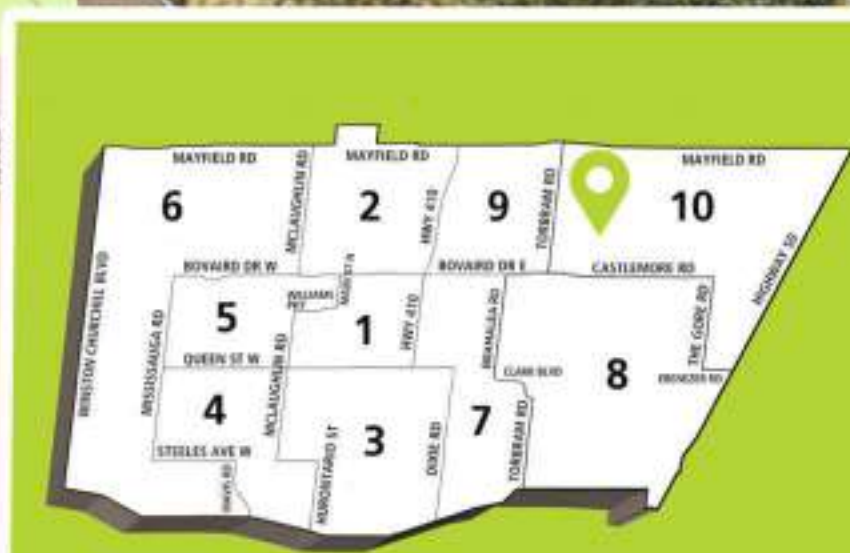 MAYFIELD RD
MAYFIELD RD
MAYFIELD RD
6
MCLAUGHLIN RD
2
HWY 410
9
TORBRAM RD
10
WINSTON CHURCHILL BLVD
BOVAIRD DR W
BOVAIRD DR E
CASTLEMORE RD
HIGHWAY 50
MISSISSAUGA RD
5
WILLIAMS
PKY
MAIN ST N
1
HWY 410
BRAMALEA RD
THE GORE RD
QUEEN ST W
MCLAUGHLIN RD
CLARK BLVD
8
EBENEZER RD
4
3
DIXIE RD
7
TORBRAM RD
STEELES AVE W
HURONTARIO ST